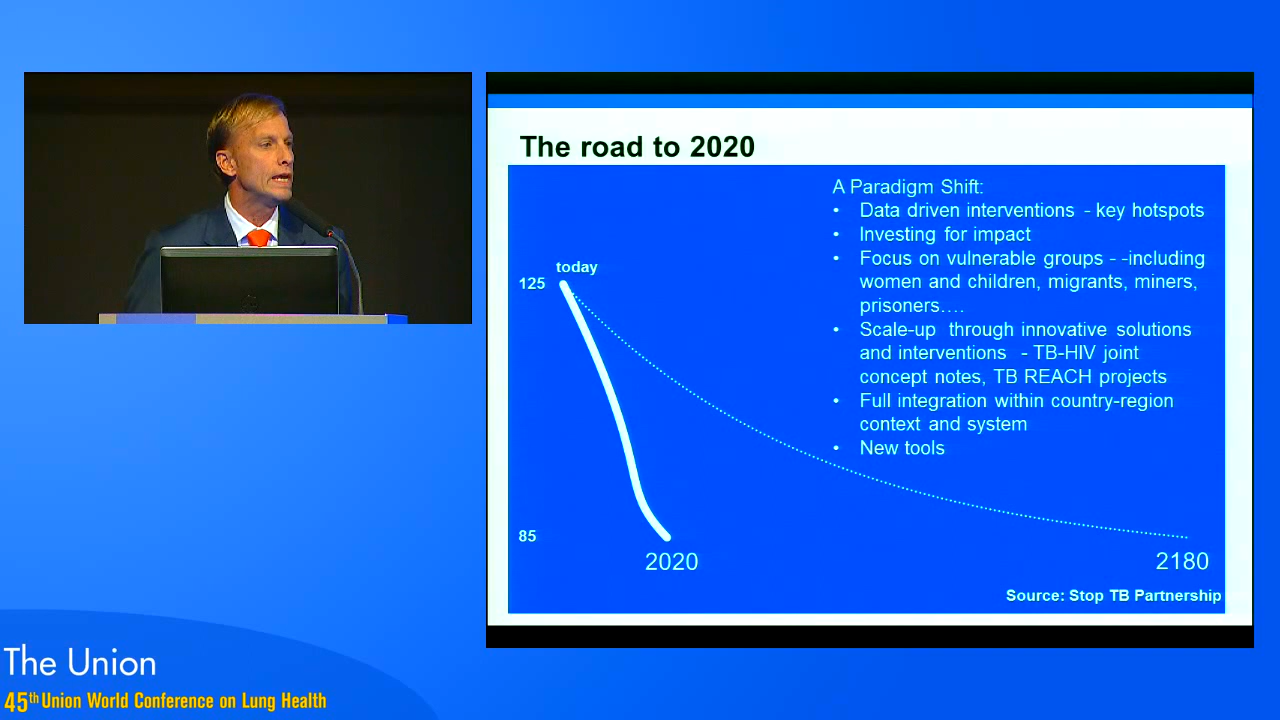 The road to 2020
A Paradigm Shift:
• Data driven interventions - key hotspots
• Investing for impact
• Focus on vulnerable groups - -including
women and children, migrants, miners,
prisoners….
• Scale-up through innovative solutions
and interventions - TB-HIV joint
concept notes, TB REACH projects
• Full integration within country-region
context and system
• New tools
today
125
85
2020
2180
Source: Stop TB Partnership
The Union
45th Union World Conference on Lung Health